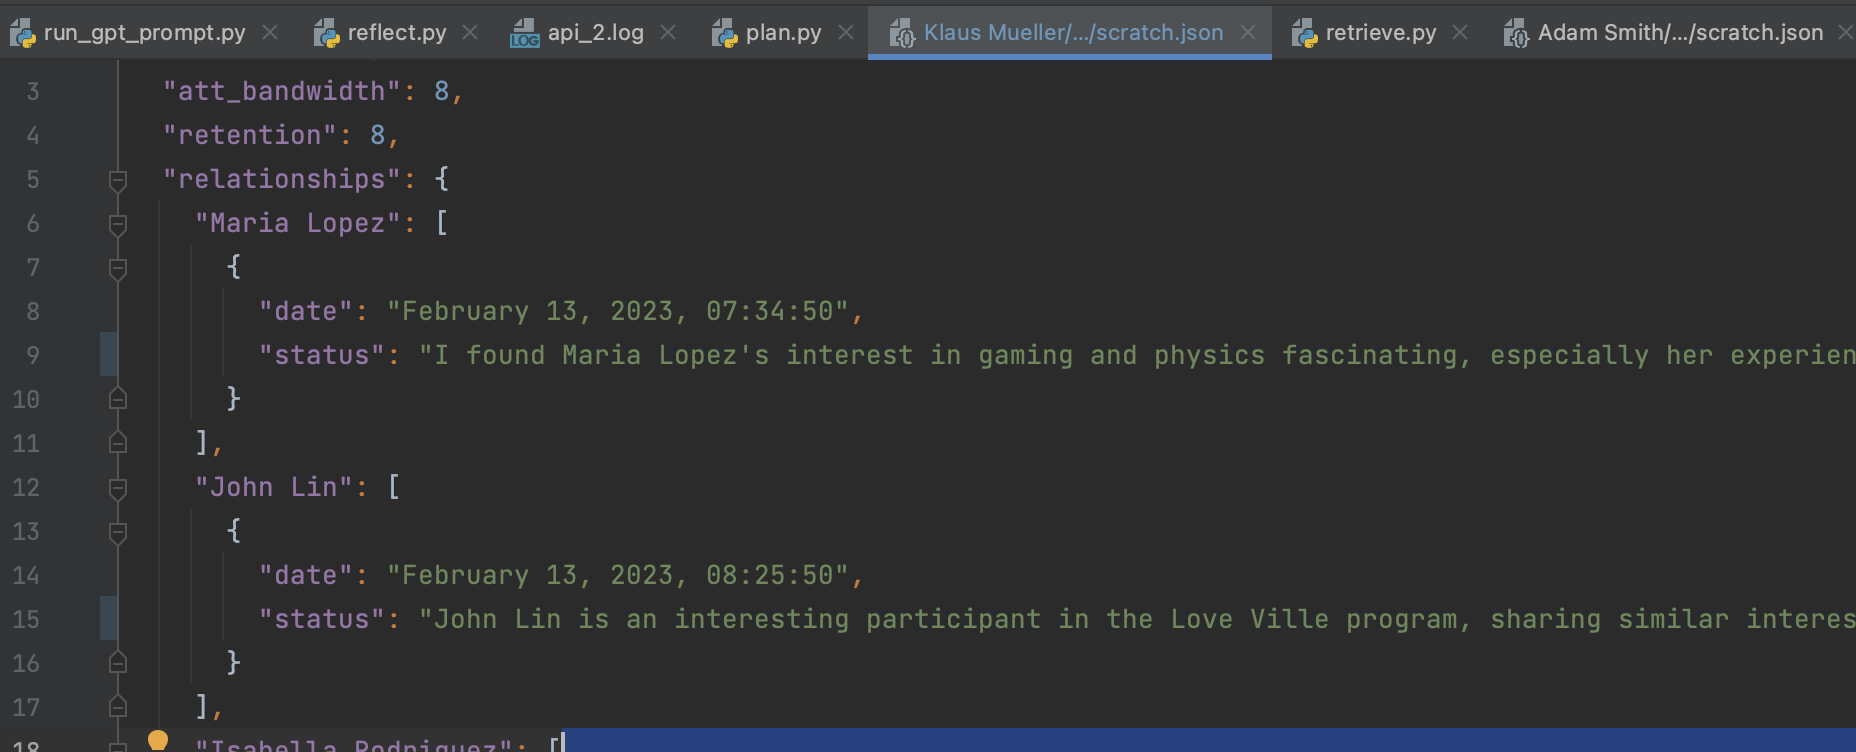 run_gpt_prompt.py reflect.py api_2.log plan.py Klaus Mueller/.../scratch.json retrieve.py Adam Smith/.../scratch.json
3 "att_bandwidth": 8,
4 "retention": 8,
5 "relationships": {
6 "Maria Lopez": [
7 {
8 "date": "February 13, 2023, 07:34:50",
9 "status": "I found Maria Lopez's interest in gaming and physics fascinating, especially her experien
10 }
11 ],
12 "John Lin": [
13 {
14 "date": "February 13, 2023, 08:25:50",
15 "status": "John Lin is an interesting participant in the Love Ville program, sharing similar interes
16 }
17 ],
18 "Isabella Rodriguez": [